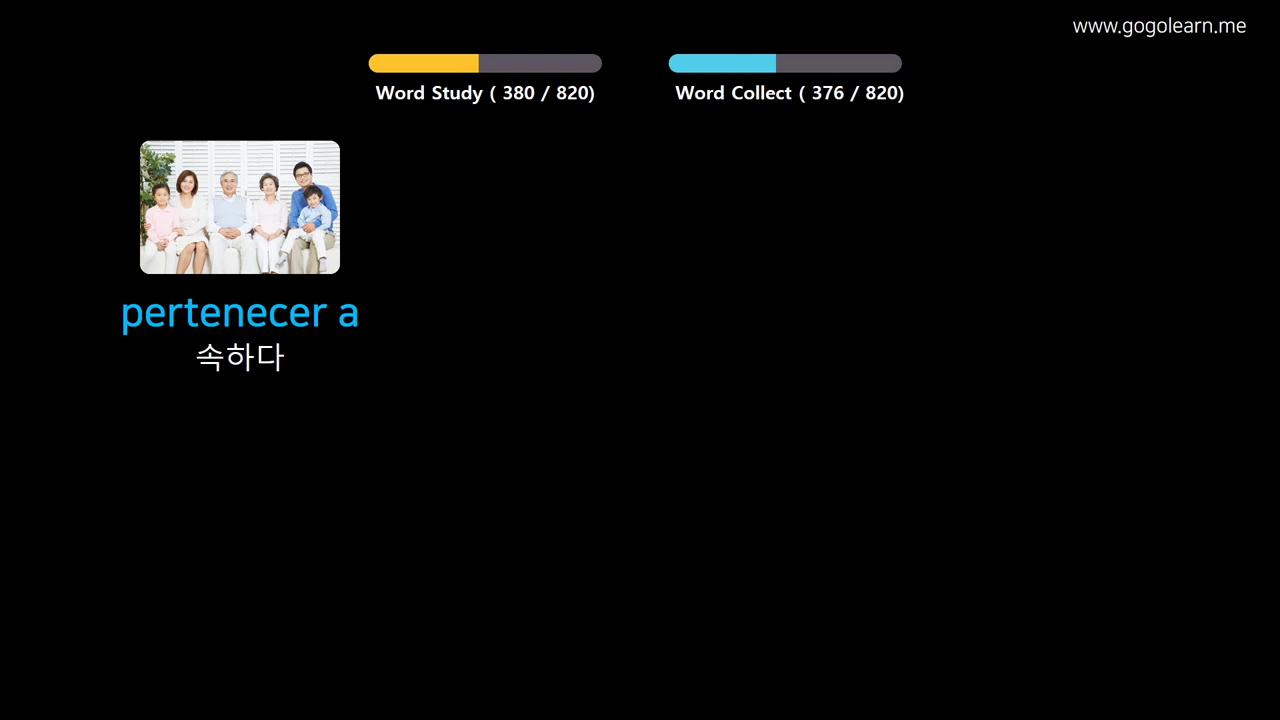 www.gogolearn.me
Word Study ( 380 / 820)
Word Collect ( 376 / 820)
pertenecer a
속하다